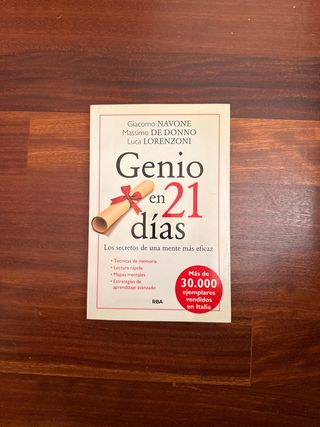 Giacomo NAVONE
Massimo DE DONNO
Luca LORENZONI
Genio
en 21
días
Los secretos de una mente más eficaz
• Técnicas de memoria
• Lectura rápida
• Mapas mentales
• Estrategias de
aprendizaje avanzado
Más de
30.000
ejemplares
vendidos
en Italia
RBA